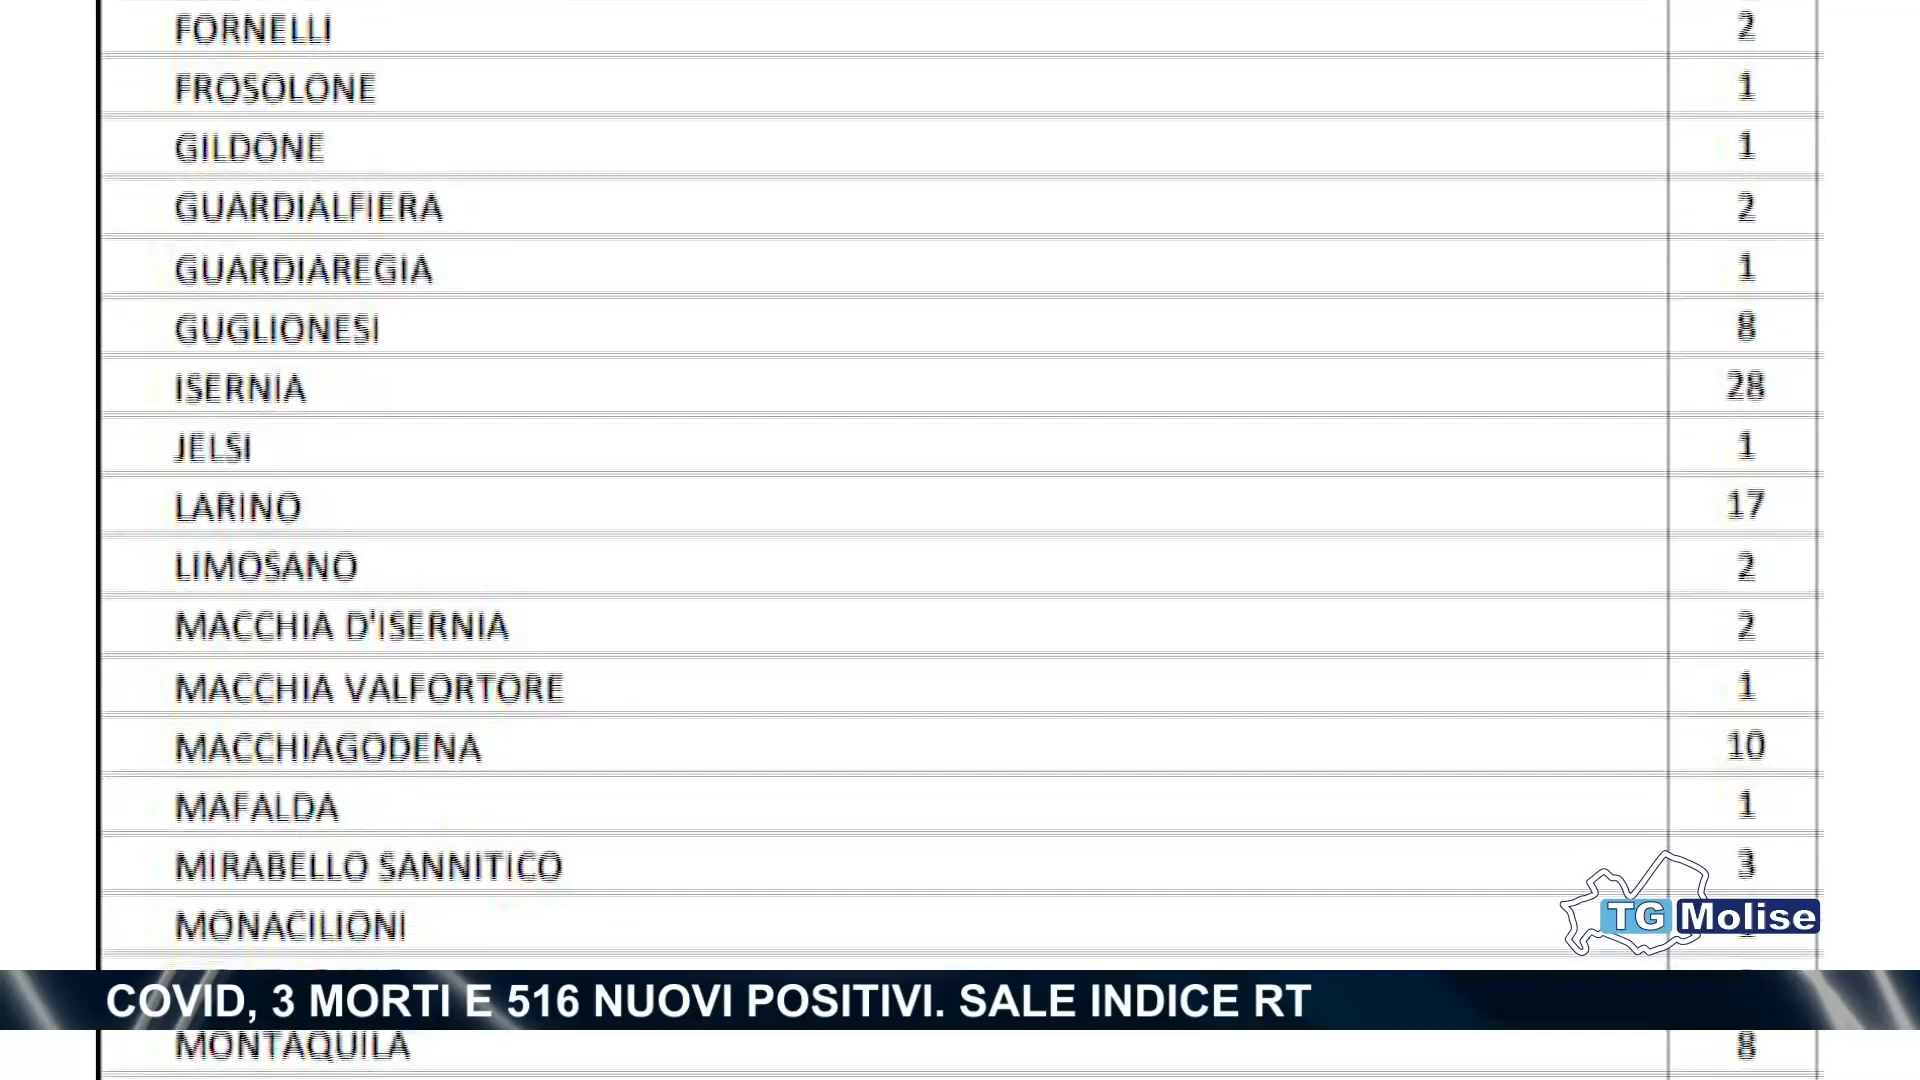 FORNELLI 2
FROSOLONE 1
GILDONE 1
GUARDIALFIERA 2
GUARDIAREGIA 1
GUGLIONESI 8
ISERNIA 28
JELSI 1
LARINO 17
LIMOSANO 2
MACCHIA D'ISERNIA 2
MACCHIA VALFORTORE 1
MACCHIAGODENA 10
MAFALDA 1
MIRABELLO SANNITICO 3
MONACILIONI
TG Molise
COVID, 3 MORTI E 516 NUOVI POSITIVI. SALE INDICE RT
MONTAQUILA 8